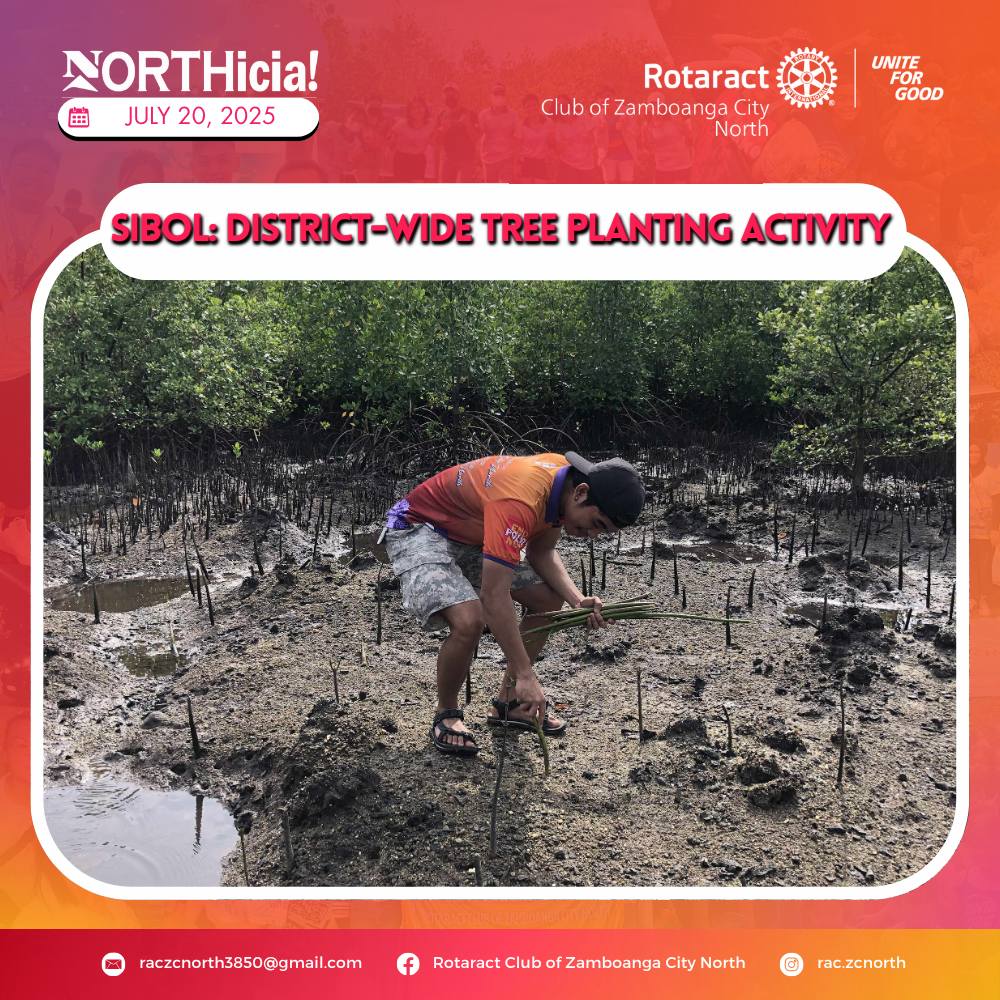 NORTHicia!
JULY 20, 2025
Rotaract
Club of Zamboanga City
North
UNITE
FOR
GOOD
SIBOL: DISTRICT-WIDE TREE PLANTING ACTIVITY
raczcnorth3850@gmail.com
Rotaract Club of Zamboanga City North
rac.zcnorth